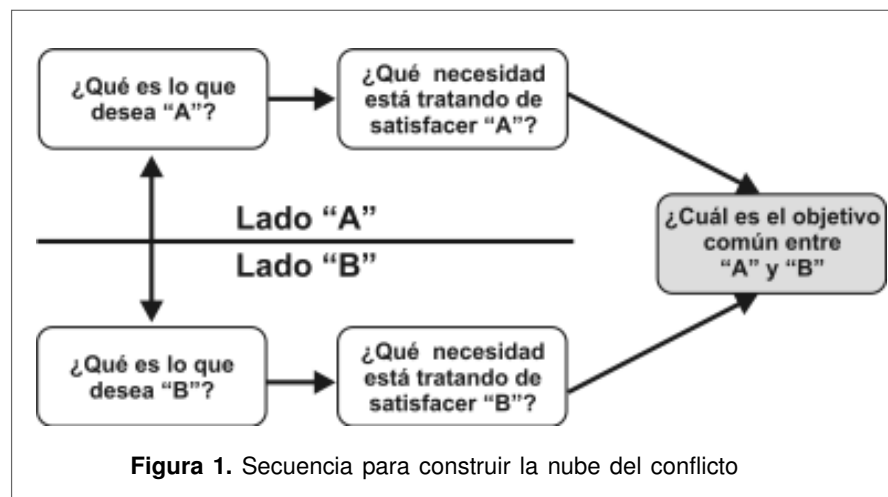 ¿Qué es lo que
desea “A”?
¿Qué necesidad
está tratando de
satisfacer “A”?
Lado “A”
Lado “B”
¿Cuál es el objetivo
común entre
“A” y “B”
¿Qué es lo que
desea “B”?
¿Qué necesidad
está tratando de
satisfacer “B”?
Figura 1. Secuencia para construir la nube del conflicto